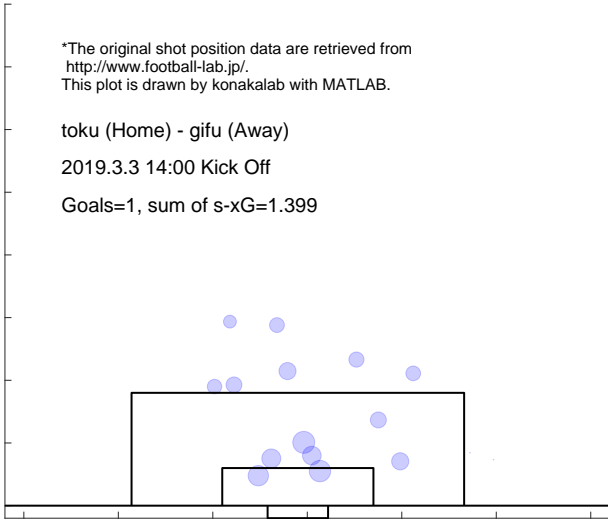 *The original shot position data are retrieved from
http://www.football-lab.jp/.
This plot is drawn by konakalab with MATLAB.
toku (Home) - gifu (Away)
2019.3.3 14:00 Kick Off
Goals=1, sum of s-xG=1.399